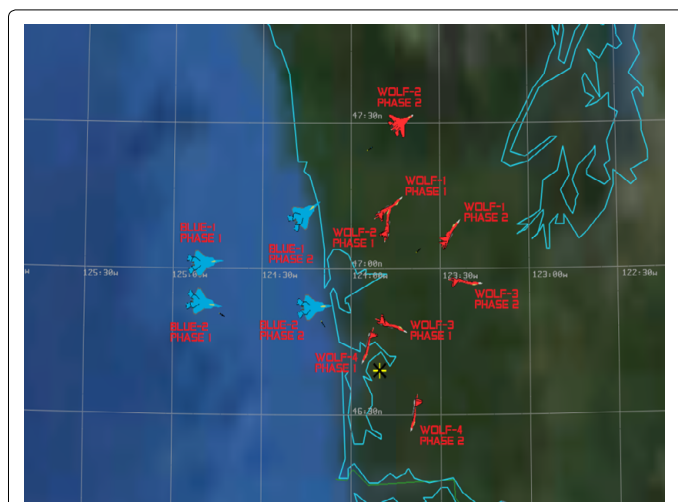 WOLF-2
PHASE 2
47:30n
WOLF-1
PHASE 1
WOLF-1
PHASE 2
BLUE-1
PHASE 1
BLUE-1
PHASE 2
WOLF-2
PHASE 1
47:00n
125:30w
125:00w
124:30w
123:30w
123:00w
122:30w
WOLF-3
PHASE 2
BLUE-2
PHASE 1
BLUE-2
PHASE 2
WOLF-3
PHASE 1
WOLF-4
PHASE 1
46:30n
WOLF-4
PHASE 2